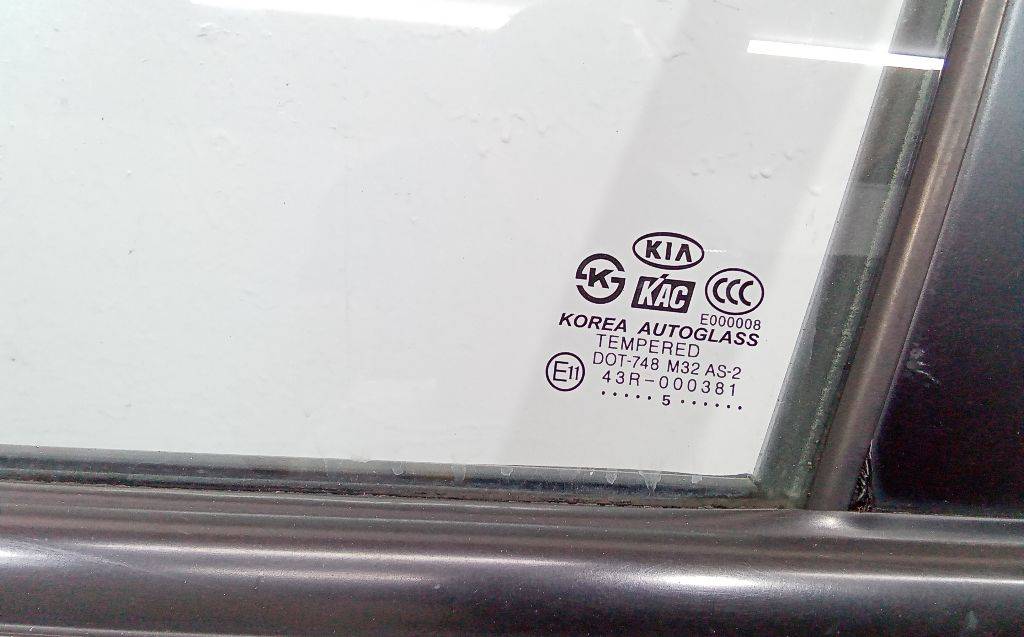 KIA
K
KAC
CCC
E000008
KOREA AUTOGLASS
TEMPERED
DOT-748 M32 AS-2
E11
43R-000381
•••••5••••••